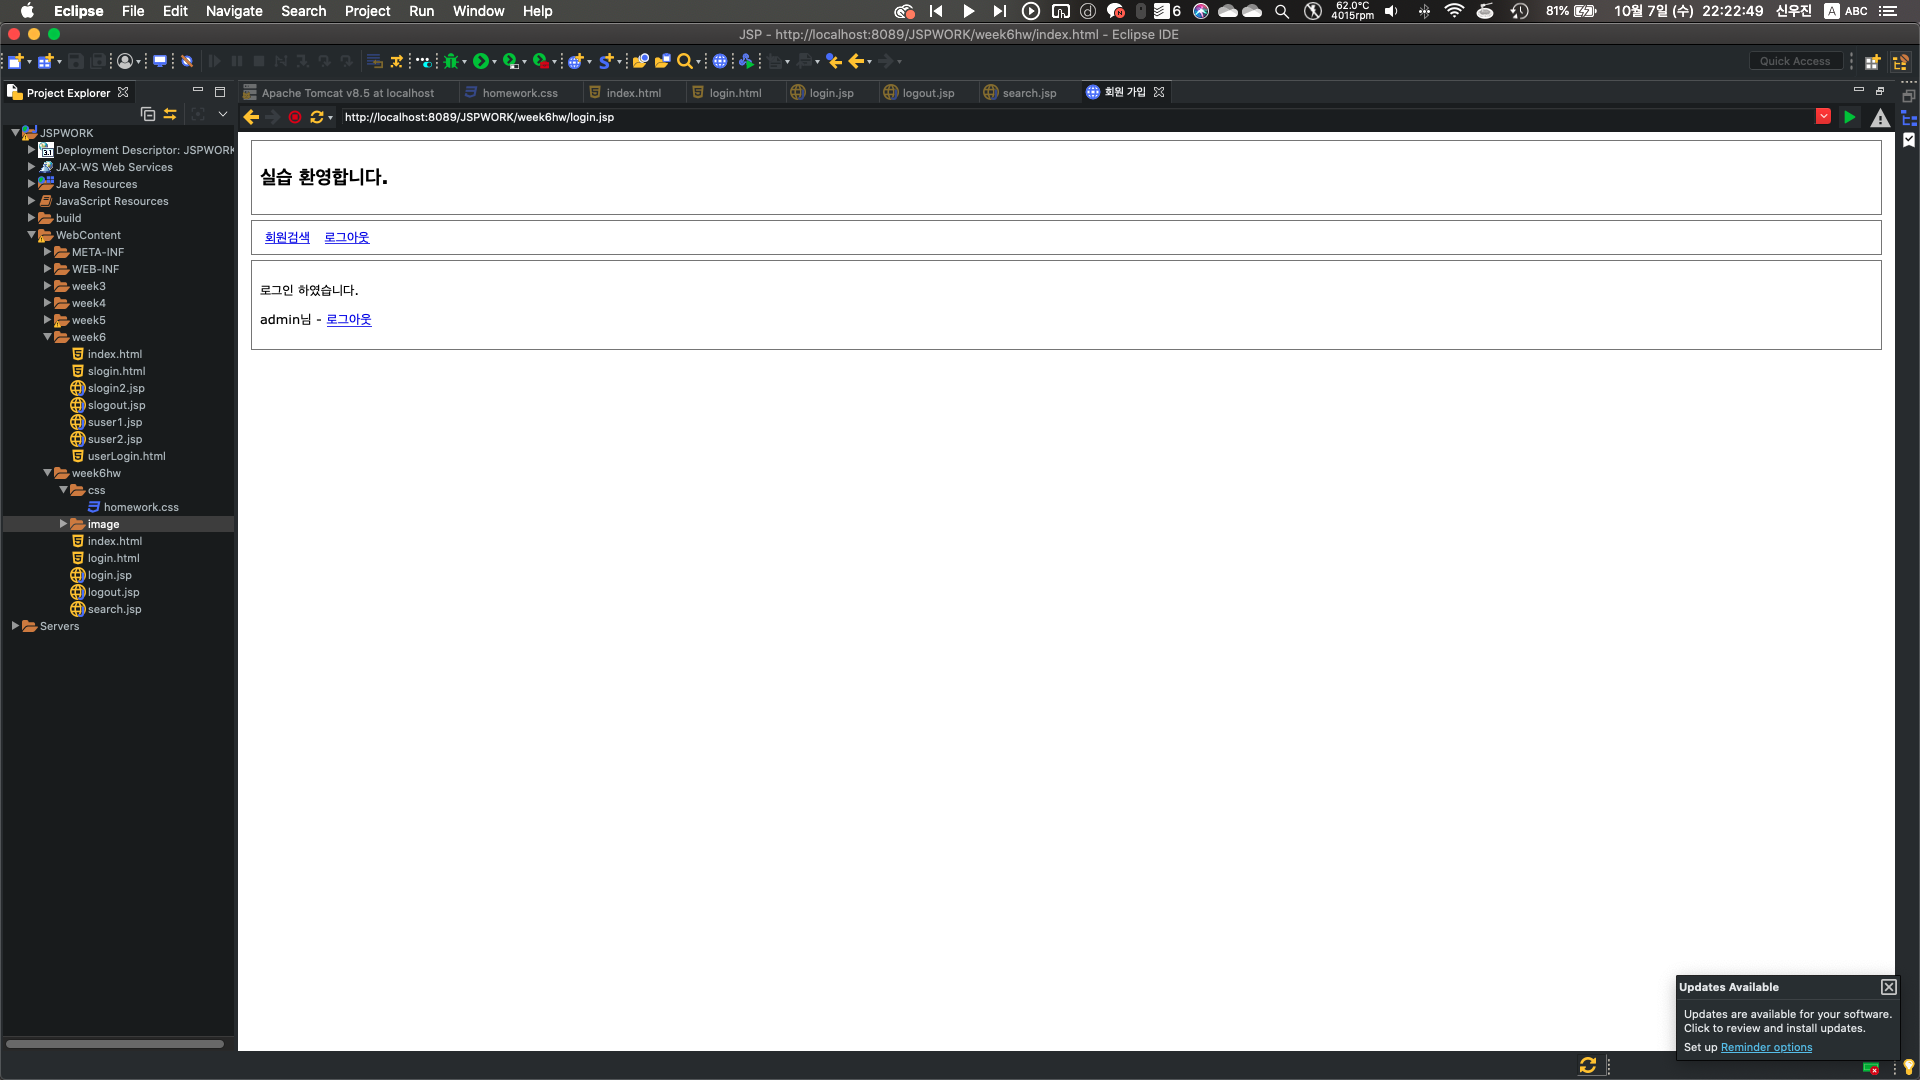 Eclipse File Edit Navigate Search Project Run Window Help 6 62.0°C 4015rpm 81% 10월 7일 (수) 22:22:49 신우진 A ABC
JSP - http://localhost:8089/JSPWORK/week6hw/index.html - Eclipse IDE
Quick Access
Project Explorer
Apache Tomcat v8.5 at localhost homework.css index.html login.html login.jsp logout.jsp search.jsp 회원 가입
http://localhost:8089/JSPWORK/week6hw/login.jsp
JSPWORK
Deployment Descriptor: JSPWORK
JAX-WS Web Services
Java Resources
JavaScript Resources
build
WebContent
META-INF
WEB-INF
week3
week4
week5
week6
index.html
slogin.html
slogin2.jsp
slogout.jsp
suser1.jsp
suser2.jsp
userLogin.html
week6hw
css
homework.css
image
index.html
login.html
login.jsp
logout.jsp
search.jsp
Servers
실습 환영합니다.
회원검색 로그아웃
로그인 하였습니다.
admin님 - 로그아웃
Updates Available
Updates are available for your software.
Click to review and install updates.
Set up Reminder options